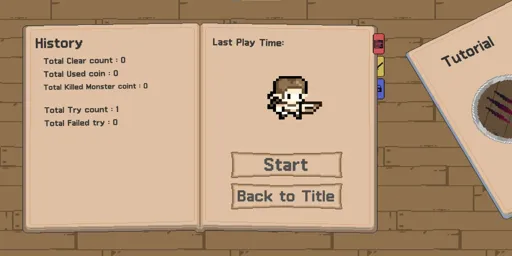 History
Total Clear count : 0
Total Used coin : 0
Total Killed Monster coint : 0
Total Try count : 1
Total Failed try : 0
Last Play Time:
Start
Back to Title
Tutorial